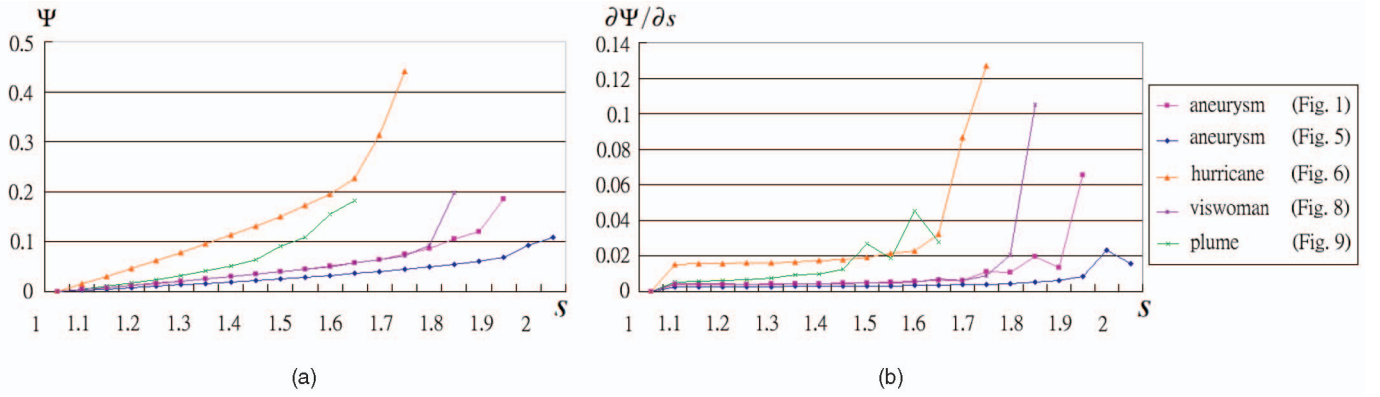 Ψ
0.5
0.4
0.3
0.2
0.1
0
1 1.1 1.2 1.3 1.4 1.5 1.6 1.7 1.8 1.9 2 S
(a)
∂Ψ/∂s
0.14
0.12
0.1
0.08
0.06
0.04
0.02
0
1 1.1 1.2 1.3 1.4 1.5 1.6 1.7 1.8 1.9 2 S
(b)
aneurysm (Fig. 1)
aneurysm (Fig. 5)
hurricane (Fig. 6)
viswoman (Fig. 8)
plume (Fig. 9)